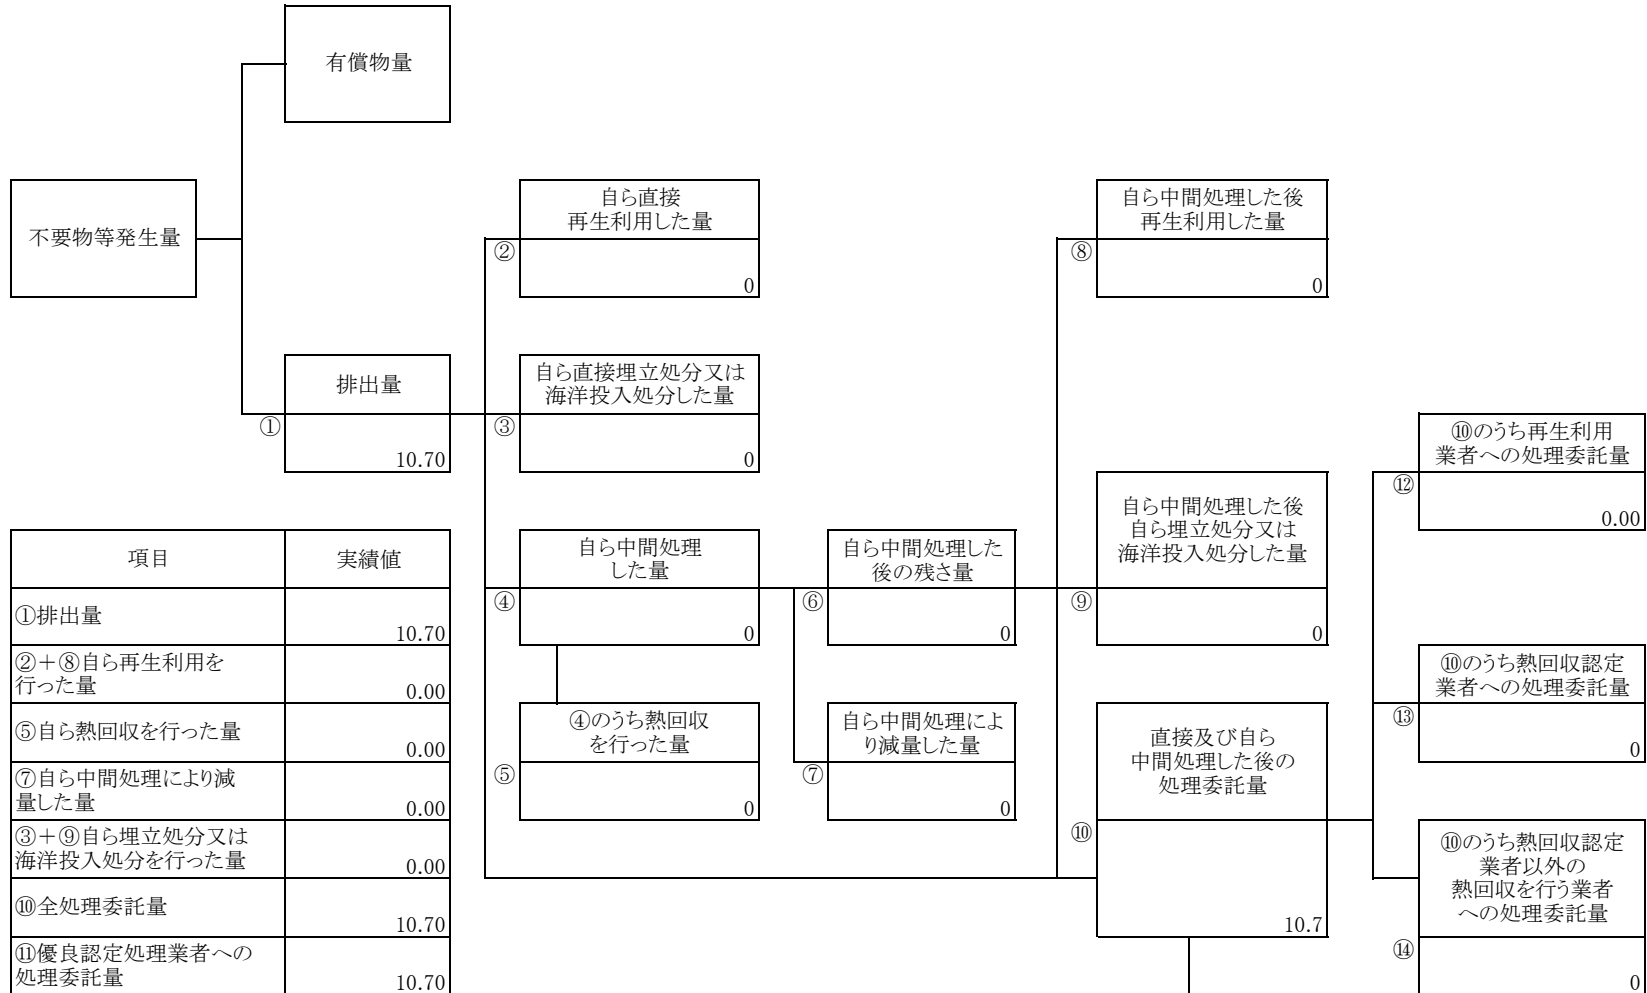 有償物量
不要物等発生量
排出量
①
10.70
自ら直接
再生利用した量
②
0
自ら直接埋立処分又は
海洋投入処分した量
③
0
自ら中間処理
した量
④
0
④のうち熱回収
を行った量
⑤
0
自ら中間処理した
後の残さ量
⑥
0
自ら中間処理によ
り減量した量
⑦
0
自ら中間処理した後
再生利用した量
⑧
0
自ら中間処理した後
自ら埋立処分又は
海洋投入処分した量
⑨
0
直接及び自ら
中間処理した後の
処理委託量
⑩
10.7
⑩のうち再生利用
業者への処理委託量
⑫
0.00
⑩のうち熱回収認定
業者への処理委託量
⑬
0
⑩のうち熱回収認定
業者以外の
熱回収を行う業者
への処理委託量
⑭
0
項目 実績値
①排出量 10.70
②＋⑧自ら再生利用を
行った量 0.00
⑤自ら熱回収を行った量 0.00
⑦自ら中間処理により減
量した量 0.00
③＋⑨自ら埋立処分又は
海洋投入処分を行った量 0.00
⑩全処理委託量 10.70
⑪優良認定処理業者への
処理委託量 10.70